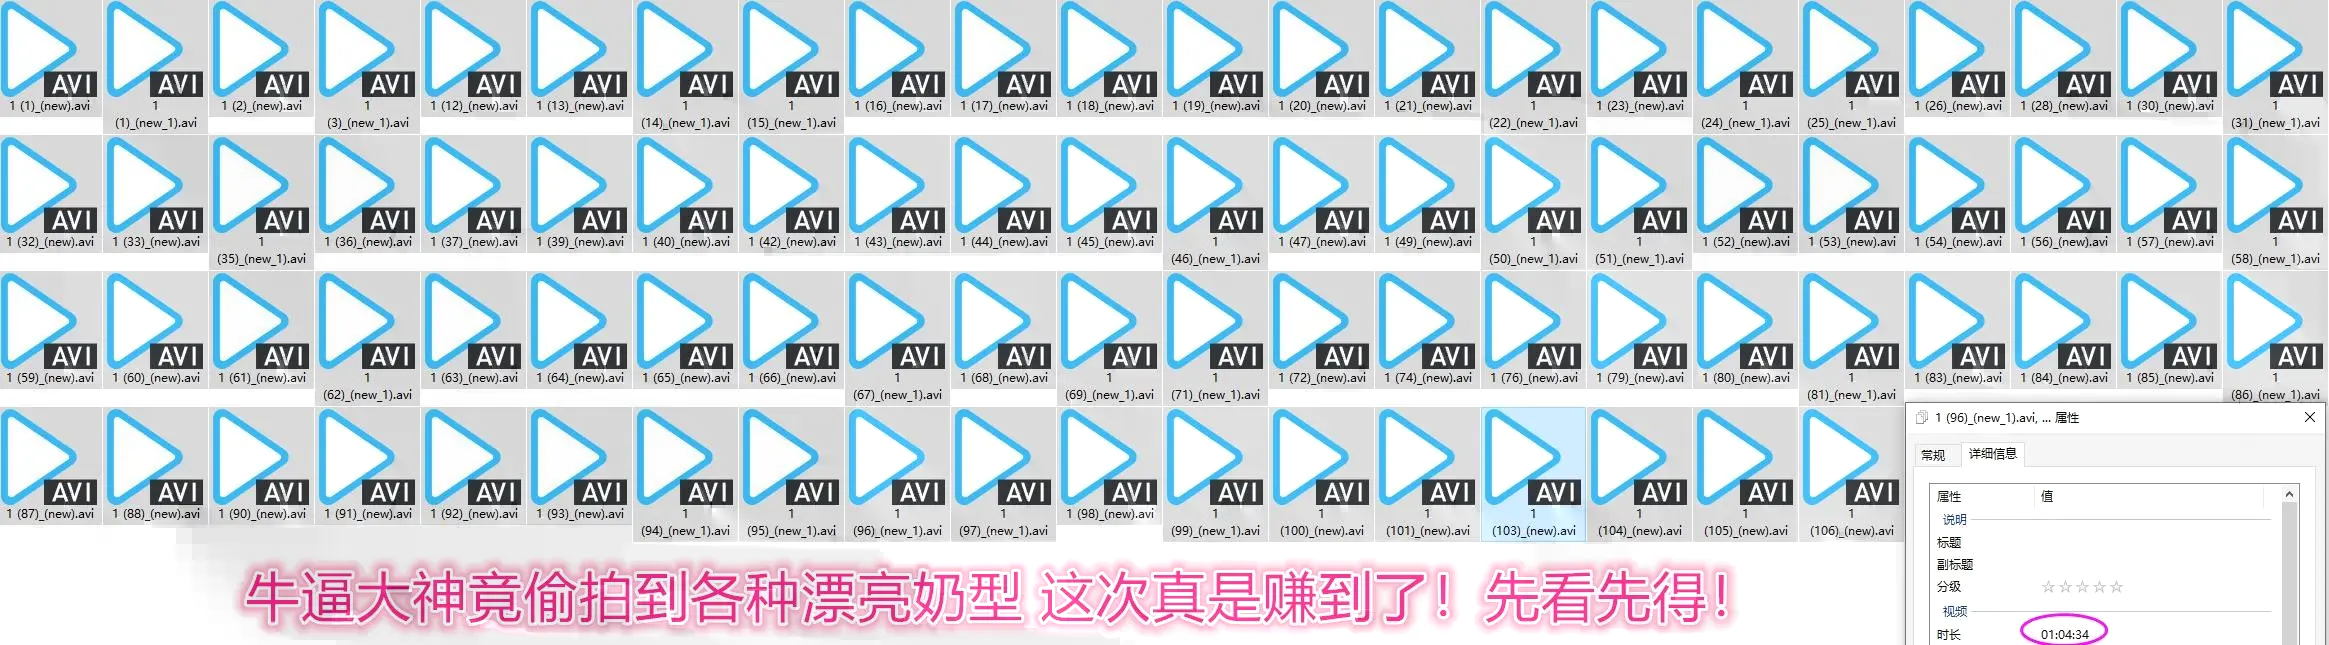 AVI AVI AVI AVI AVI AVI AVI AVI AVI AVI AVI AVI AVI AVI AVI AVI AVI AVI AVI AVI AVI AVI
1 (1)_(new).avi 1 1 (2)_(new).avi 1 1 (12)_(new).avi 1 (13)_(new).avi 1 1 1 (16)_(new).avi 1 (17)_(new).avi 1 (18)_(new).avi 1 (19)_(new).avi 1 (20)_(new).avi 1 (21)_(new).avi 1 1 (23)_(new).avi 1 1 1 (26)_(new).avi 1 (28)_(new).avi 1 (30)_(new).avi 1
(1)_(new_1).avi (3)_(new_1).avi (14)_(new_1).avi (15)_(new_1).avi (22)_(new_1).avi (24)_(new_1).avi (25)_(new_1).avi (31)_(new_1).avi
AVI AVI AVI AVI AVI AVI AVI AVI AVI AVI AVI AVI AVI AVI AVI AVI AVI AVI AVI AVI AVI AVI
1 (32)_(new).avi 1 (33)_(new).avi 1 1 (36)_(new).avi 1 (37)_(new).avi 1 (39)_(new).avi 1 (40)_(new).avi 1 (42)_(new).avi 1 (43)_(new).avi 1 (44)_(new).avi 1 (45)_(new).avi 1 1 (47)_(new).avi 1 (49)_(new).avi 1 1 1 (52)_(new).avi 1 (53)_(new).avi 1 (54)_(new).avi 1 (56)_(new).avi 1 (57)_(new).avi 1
(35)_(new_1).avi (46)_(new_1).avi (50)_(new_1).avi (51)_(new_1).avi (58)_(new_1).avi
AVI AVI AVI AVI AVI AVI AVI AVI AVI AVI AVI AVI AVI AVI AVI AVI AVI AVI AVI AVI AVI AVI
1 (59)_(new).avi 1 (60)_(new).avi 1 (61)_(new).avi 1 1 (63)_(new).avi 1 (64)_(new).avi 1 (65)_(new).avi 1 (66)_(new).avi 1 1 (68)_(new).avi 1 1 1 (72)_(new).avi 1 (74)_(new).avi 1 (76)_(new).avi 1 (79)_(new).avi 1 (80)_(new).avi 1 1 (83)_(new).avi 1 (84)_(new).avi 1 (85)_(new).avi 1
(62)_(new_1).avi (67)_(new_1).avi (69)_(new_1).avi (71)_(new_1).avi (81)_(new_1).avi (86)_(new_1).avi
AVI AVI AVI AVI AVI AVI AVI AVI AVI AVI AVI AVI AVI AVI AVI AVI AVI AVI
1 (87)_(new).avi 1 (88)_(new).avi 1 (90)_(new).avi 1 (91)_(new).avi 1 (92)_(new).avi 1 (93)_(new).avi 1 1 1 1 1 (98)_(new).avi 1 1 1 1 1 1 1
(94)_(new_1).avi (95)_(new_1).avi (96)_(new_1).avi (97)_(new_1).avi (99)_(new_1).avi (100)_(new).avi (101)_(new).avi (103)_(new).avi (104)_(new).avi (105)_(new).avi (106)_(new).avi
牛逼大神竟偷拍到各种漂亮奶型 这次真是赚到了！先看先得！
1 (96)_(new_1).avi, ... 属性
常规 详细信息
属性 值
说明
标题
副标题
分级
视频
时长 01:04:34